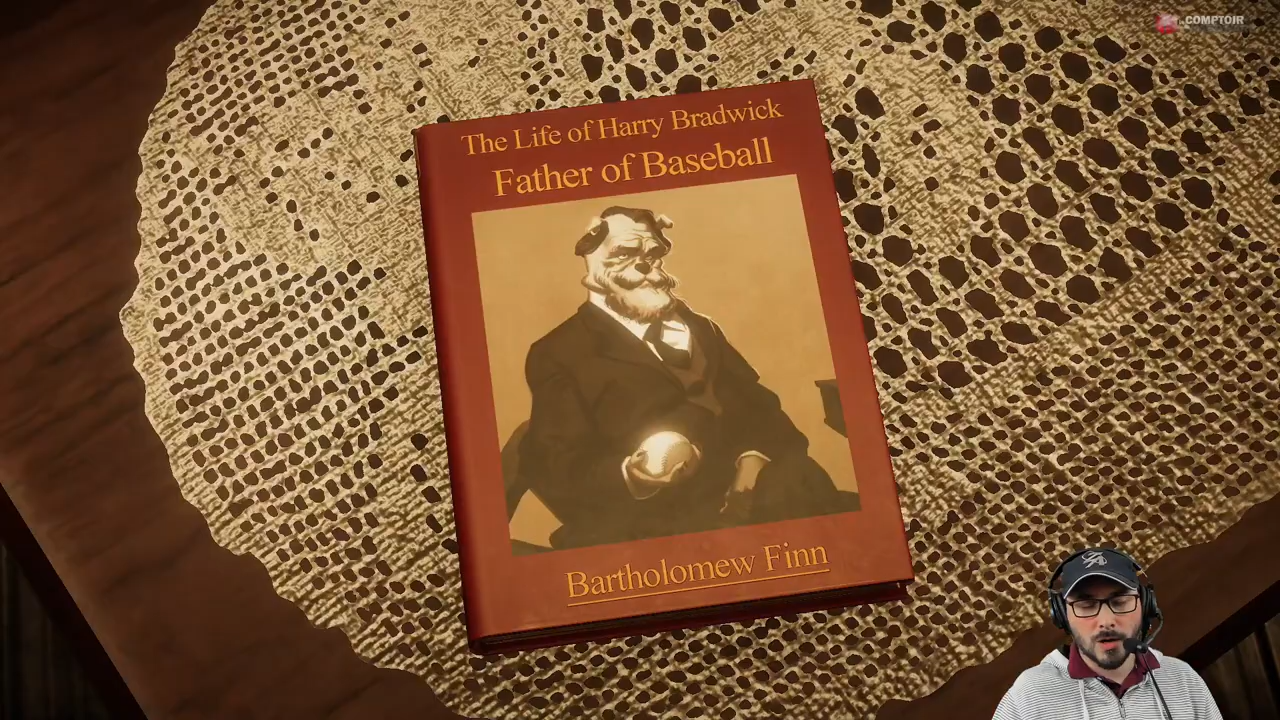 COMPTOIR
The Life of Harry Bradwick
Father of Baseball
Bartholomew Finn